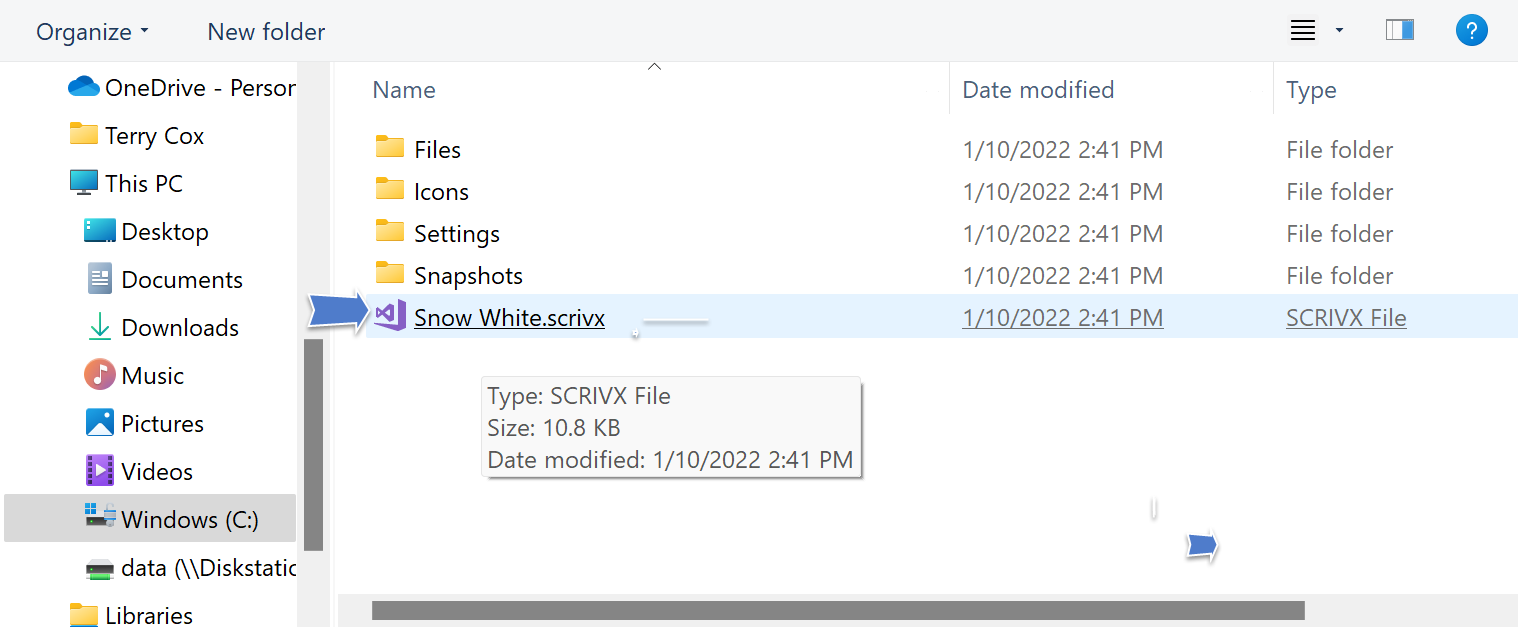 Organize New folder ?
Name Date modified Type
OneDrive - Person
Terry Cox
This PC
Desktop
Documents
Downloads
Music
Pictures
Videos
Windows (C:)
data (\\Diskstatic
Libraries
Files 1/10/2022 2:41 PM File folder
Icons 1/10/2022 2:41 PM File folder
Settings 1/10/2022 2:41 PM File folder
Snapshots 1/10/2022 2:41 PM File folder
Snow White.scrivx 1/10/2022 2:41 PM SCRIVX File
Type: SCRIVX File
Size: 10.8 KB
Date modified: 1/10/2022 2:41 PM